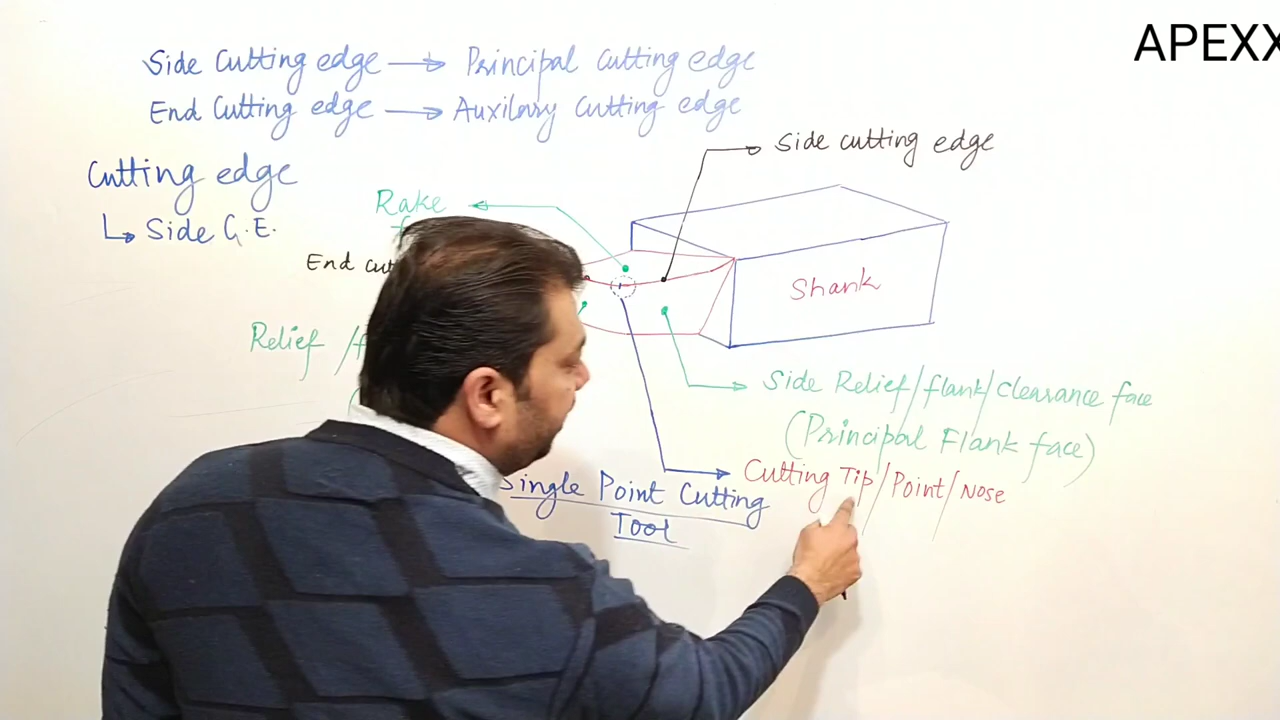 APEXX
Side Cutting edge → Principal Cutting edge
End Cutting edge → Auxilary Cutting edge
Side cutting edge
Cutting edge
↳ Side C.E.
Rake
End
Shank
Relief /
Side Relief/flank/Clearance face
(Principal Flank face)
Cutting Tip/Point/Nose
Single Point Cutting
Tool